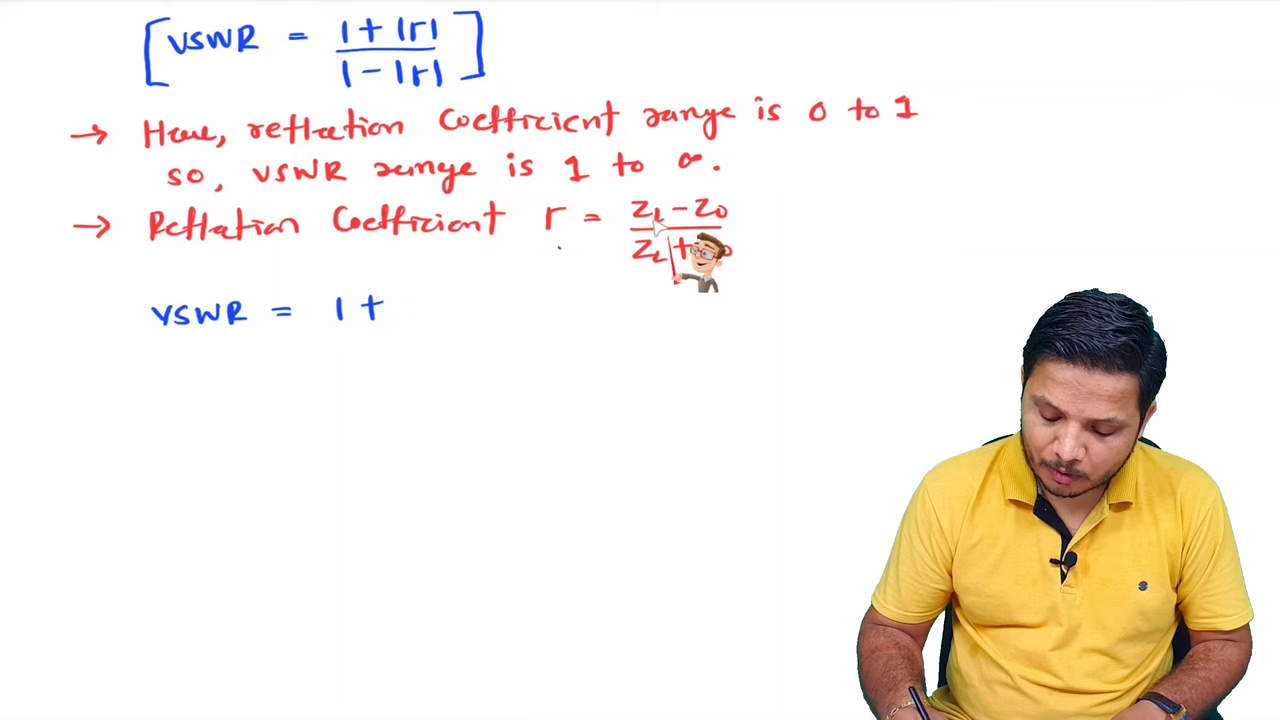 [VSWR = 1 + |Γ| / 1 - |Γ|]
→ Here, reflection Coefficient range is 0 to 1
so, VSWR range is 1 to ∞.
→ Reflection Coefficient Γ = ZL - Z0 / ZL + Z0
VSWR = 1 +